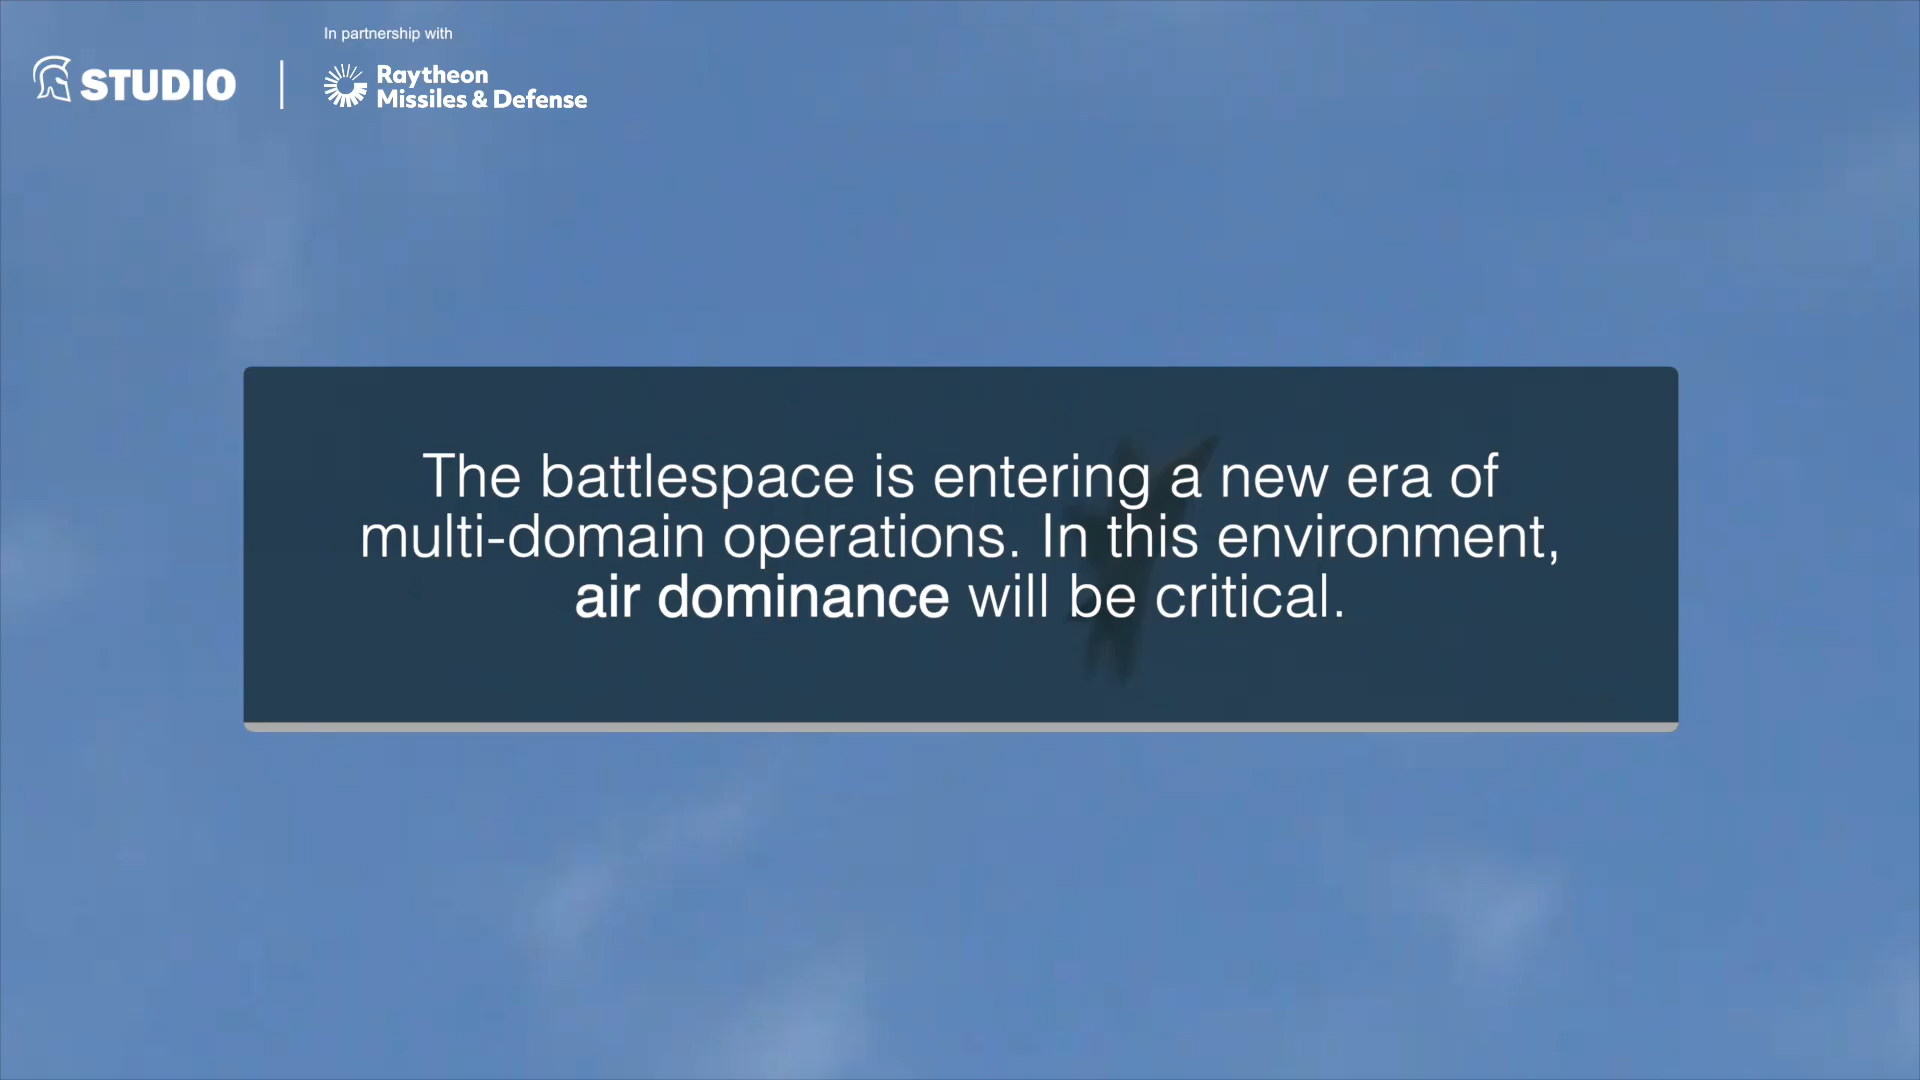 In partnership with
STUDIO
Raytheon
Missiles & Defense
The battlespace is entering a new era of
multi-domain operations. In this environment,
air dominance will be critical.